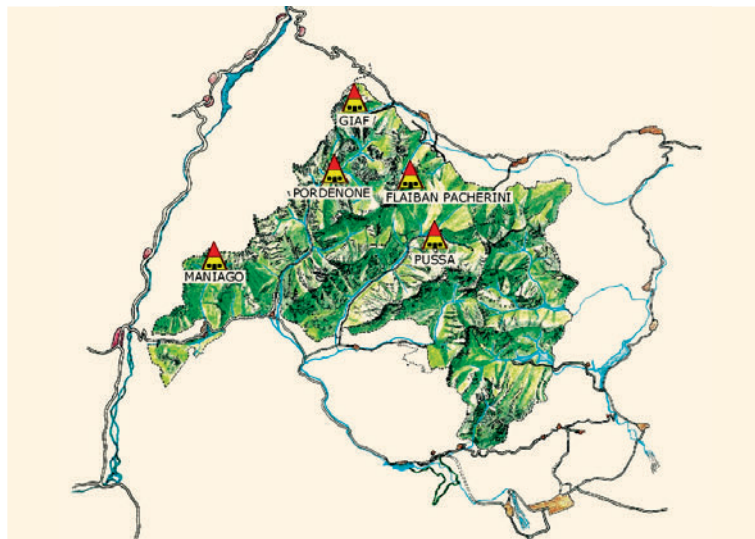 GIAF
PORDENONE
FLAIBAN PACHERINI
PUSSA
MANIAGO